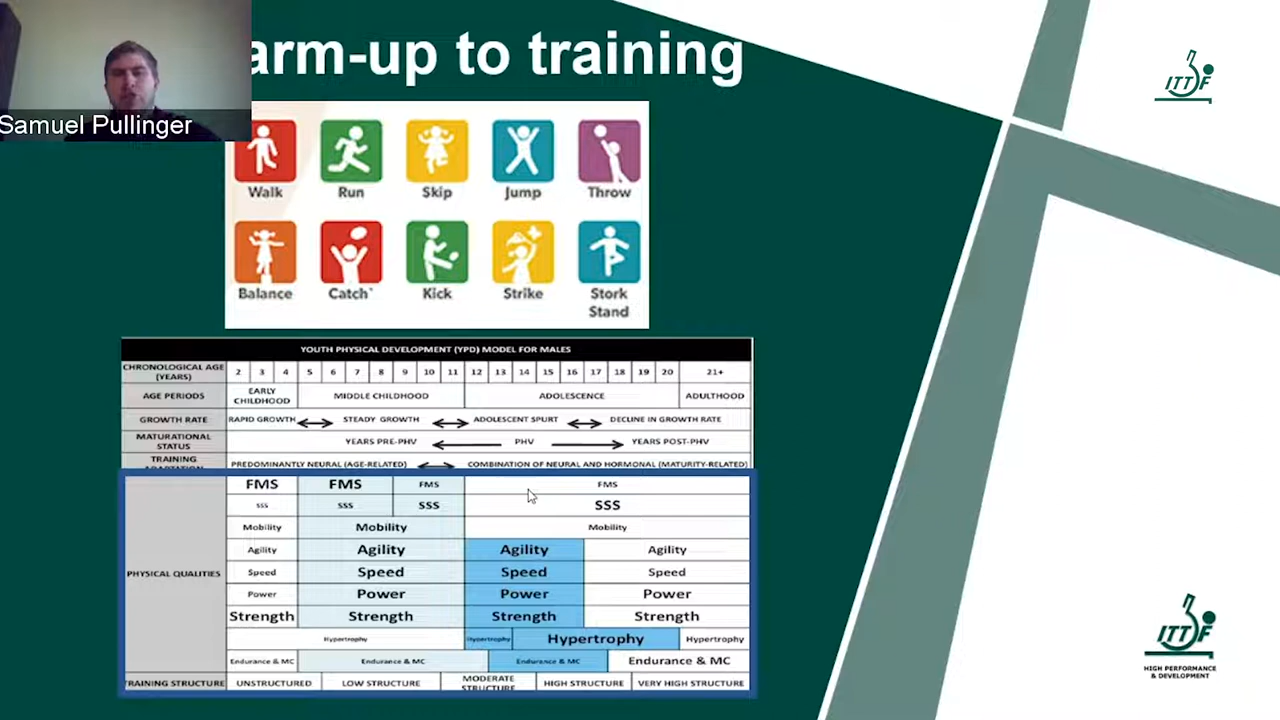 arm-up to training
Samuel Pullinger
ITTF
Walk Run Skip Jump Throw
Balance Catch` Kick Strike Stork
Stand
YOUTH PHYSICAL DEVELOPMENT (YPD) MODEL FOR MALES
CHRONOLOGICAL AGE (YEARS) 2 3 4 5 6 7 8 9 10 11 12 13 14 15 16 17 18 19 20 21+
AGE PERIODS EARLY CHILDHOOD MIDDLE CHILDHOOD ADOLESCENCE ADULTHOOD
GROWTH RATE RAPID GROWTH STEADY GROWTH ADOLESCENT SPURT DECLINE IN GROWTH RATE
MATURATIONAL STATUS YEARS PRE-PHV PHV YEARS POST-PHV
TRAINING ADAPTATION PREDOMINANTLY NEURAL (AGE-RELATED) COMBINATION OF NEURAL AND HORMONAL (MATURITY-RELATED)
FMS FMS FMS FMS
SSS SSS SSS SSS
Mobility Mobility Mobility
Agility Agility Agility Agility
PHYSICAL QUALITIES Speed Speed Speed Speed
Power Power Power Power
Strength Strength Strength Strength
Hypertrophy Hypertrophy Hypertrophy Hypertrophy
Endurance & MC Endurance & MC Endurance & MC Endurance & MC
TRAINING STRUCTURE UNSTRUCTURED LOW STRUCTURE MODERATE STRUCTURE HIGH STRUCTURE VERY HIGH STRUCTURE
ITTF
HIGH PERFORMANCE
& DEVELOPMENT